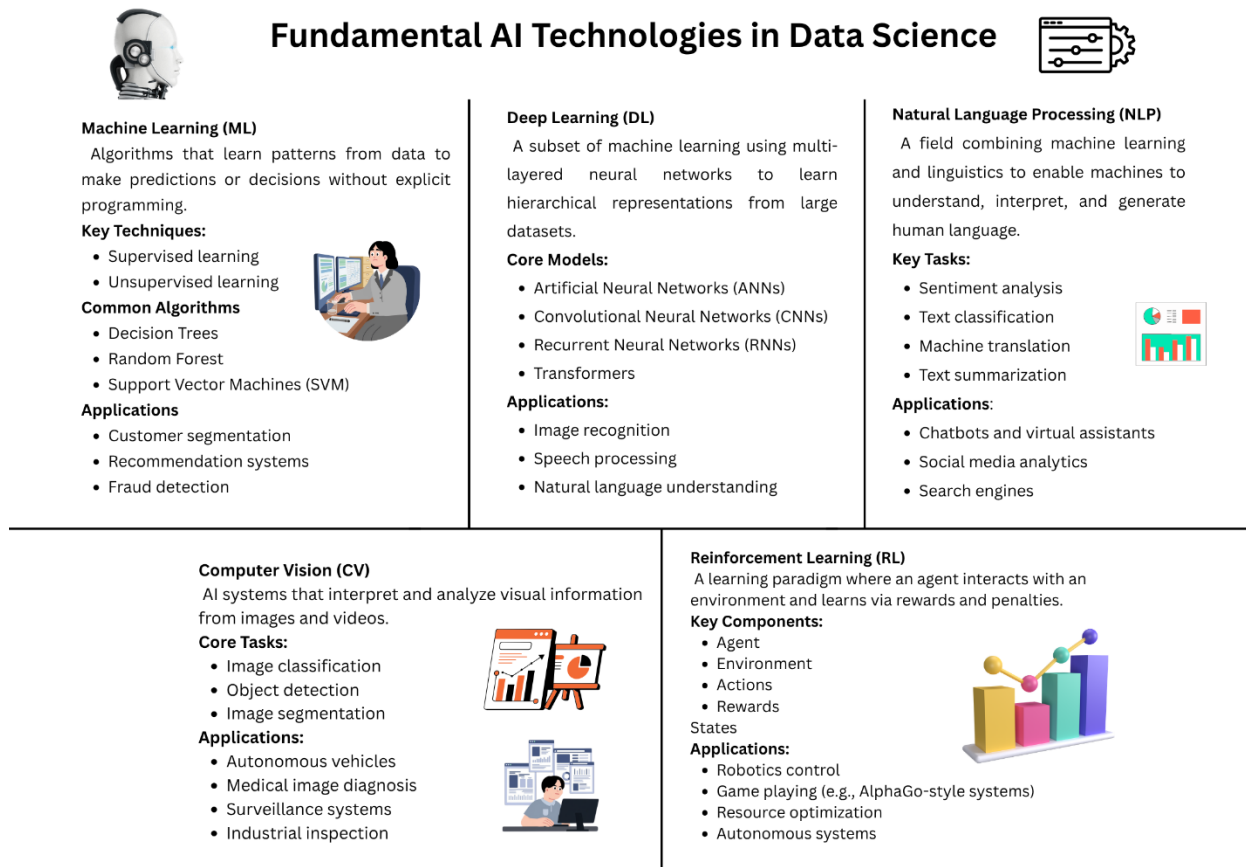 Fundamental AI Technologies in Data Science
Machine Learning (ML)
Algorithms that learn patterns from data to
make predictions or decisions without explicit
programming.
Key Techniques:
• Supervised learning
• Unsupervised learning
Common Algorithms
• Decision Trees
• Random Forest
• Support Vector Machines (SVM)
Applications
• Customer segmentation
• Recommendation systems
• Fraud detection
Deep Learning (DL)
A subset of machine learning using multi-
layered neural networks to learn
hierarchical representations from large
datasets.
Core Models:
• Artificial Neural Networks (ANNs)
• Convolutional Neural Networks (CNNs)
• Recurrent Neural Networks (RNNs)
• Transformers
Applications:
• Image recognition
• Speech processing
• Natural language understanding
Natural Language Processing (NLP)
A field combining machine learning
and linguistics to enable machines to
understand, interpret, and generate
human language.
Key Tasks:
• Sentiment analysis
• Text classification
• Machine translation
• Text summarization
Applications:
• Chatbots and virtual assistants
• Social media analytics
• Search engines
Computer Vision (CV)
AI systems that interpret and analyze visual information
from images and videos.
Core Tasks:
• Image classification
• Object detection
• Image segmentation
Applications:
• Autonomous vehicles
• Medical image diagnosis
• Surveillance systems
• Industrial inspection
Reinforcement Learning (RL)
A learning paradigm where an agent interacts with an
environment and learns via rewards and penalties.
Key Components:
• Agent
• Environment
• Actions
• Rewards
States
Applications:
• Robotics control
• Game playing (e.g., AlphaGo-style systems)
• Resource optimization
• Autonomous systems